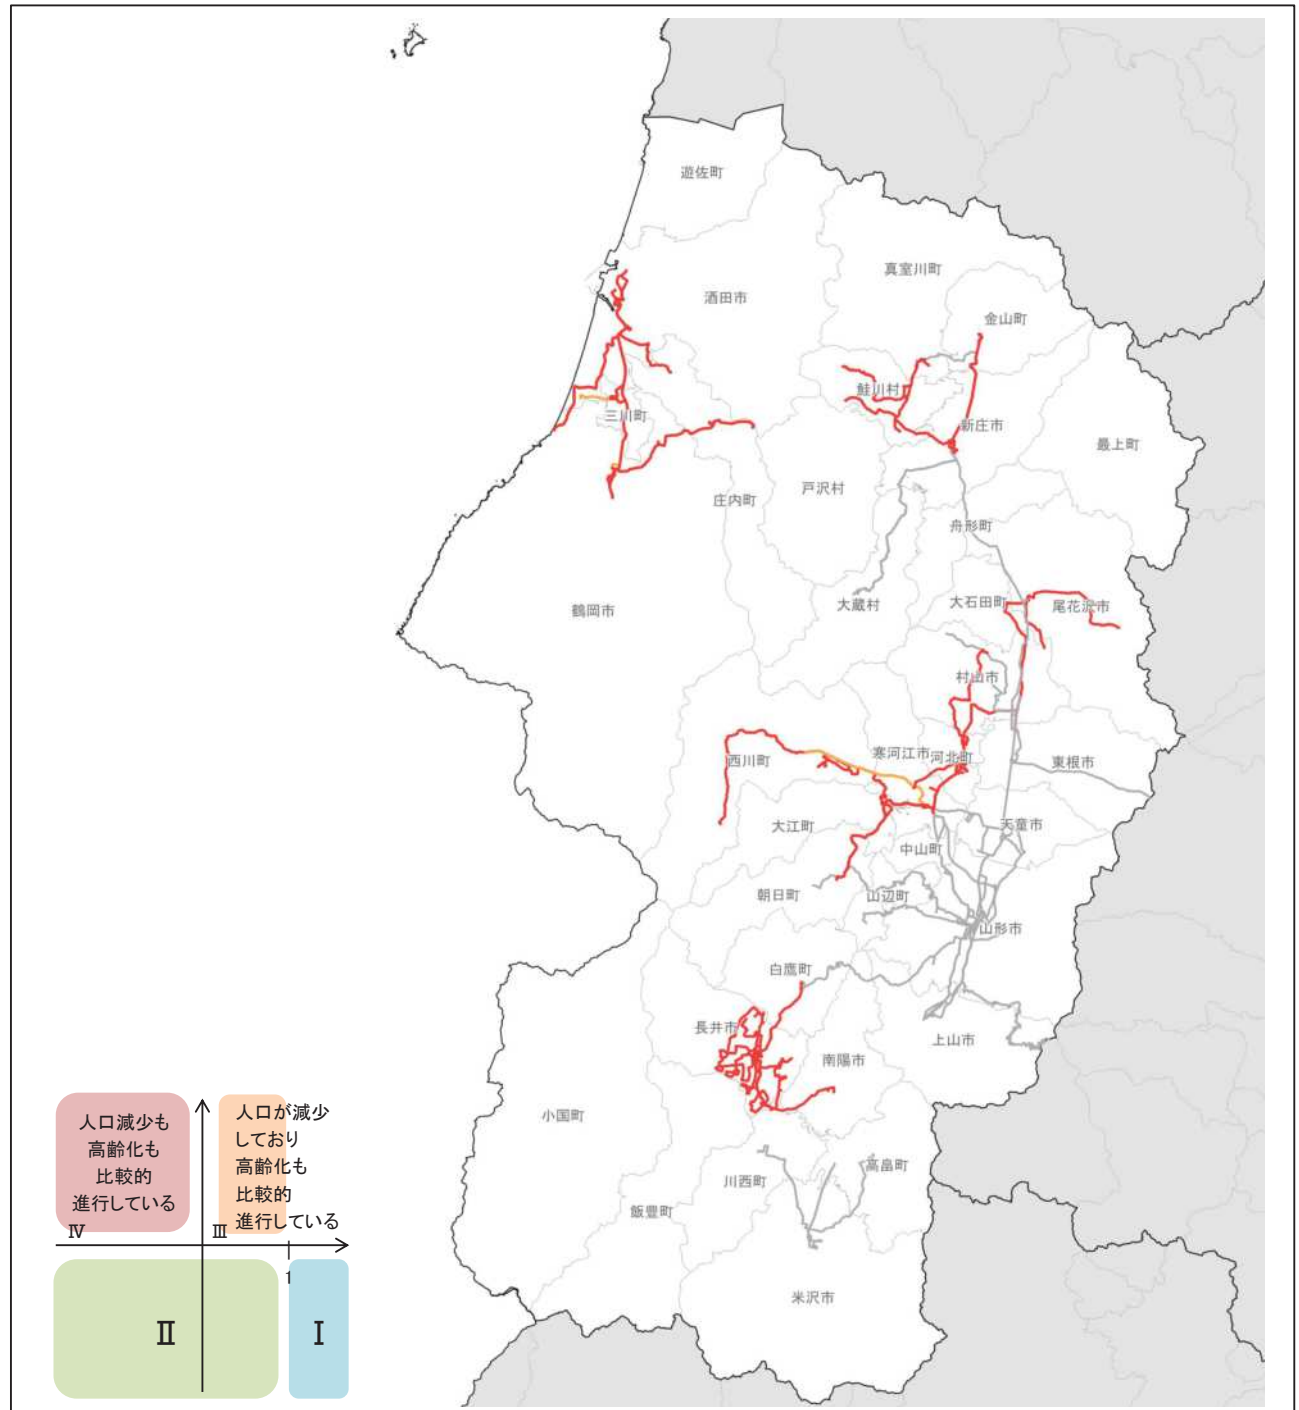 遊佐町
真室川町
酒田市
金山町
鮭川村
三川町
新庄市
最上町
戸沢村
庄内町
舟形町
大蔵村
大石田町
尾花沢市
鶴岡市
村山市
寒河江市
河北町
西川町
東根市
大江町
天童市
中山町
朝日町
山辺町
山形市
白鷹町
長井市
南陽市
上山市
小国町
高畠町
川西町
飯豊町
米沢市
人口減少も
高齢化も
比較的
進行している
Ⅳ
人口が減少
しており
高齢化も
比較的
進行している
Ⅲ
1
Ⅱ
Ⅰ